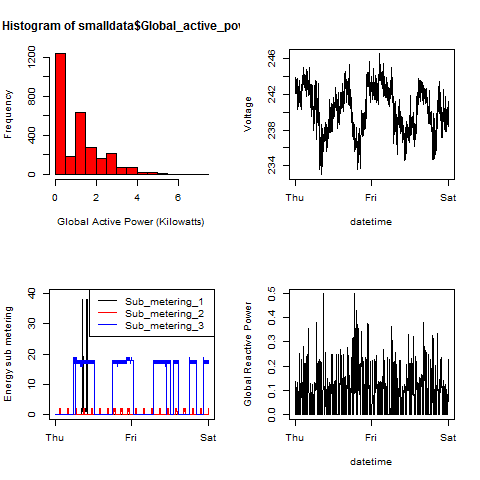 Histogram of smalldata$Global_active_po
Frequency
0 400 800 1200
0 2 4 6
Global Active Power (Kilowatts)
Voltage
234 238 242 246
Thu Fri Sat
datetime
Energy sub metering
0 10 20 30 40
Sub_metering_1
Sub_metering_2
Sub_metering_3
Thu Fri Sat
Global Reactive Power
0.0 0.1 0.2 0.3 0.4 0.5
Thu Fri Sat
datetime